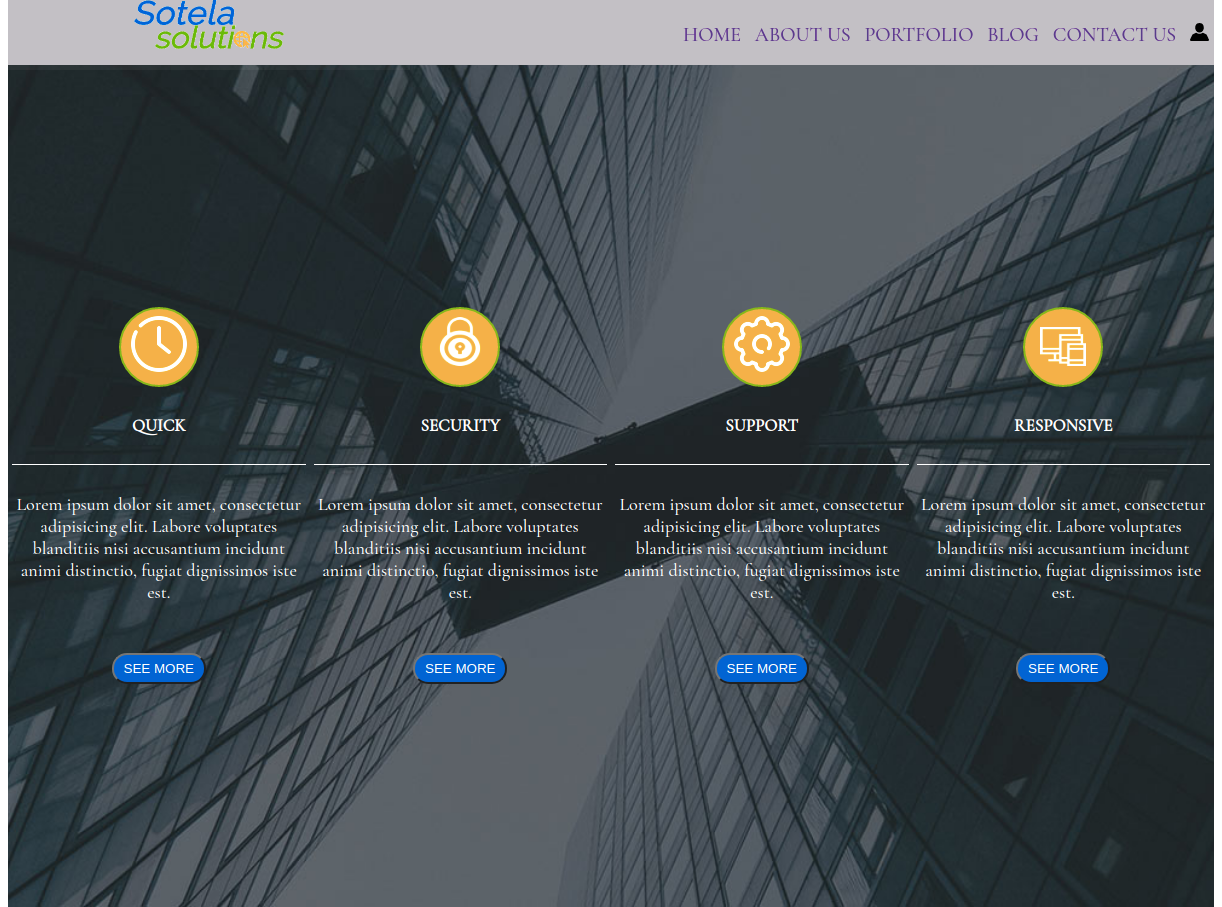 Sotela
solutions
HOME ABOUT US PORTFOLIO BLOG CONTACT US
QUICK
Lorem ipsum dolor sit amet, consectetur
adipisicing elit. Labore voluptates
blanditiis nisi accusantium incidunt
animi distinctio, fugiat dignissimos iste
est.
SEE MORE
SECURITY
Lorem ipsum dolor sit amet, consectetur
adipisicing elit. Labore voluptates
blanditiis nisi accusantium incidunt
animi distinctio, fugiat dignissimos iste
est.
SEE MORE
SUPPORT
Lorem ipsum dolor sit amet, consectetur
adipisicing elit. Labore voluptates
blanditiis nisi accusantium incidunt
animi distinctio, fugiat dignissimos iste
est.
SEE MORE
RESPONSIVE
Lorem ipsum dolor sit amet, consectetur
adipisicing elit. Labore voluptates
blanditiis nisi accusantium incidunt
animi distinctio, fugiat dignissimos iste
est.
SEE MORE